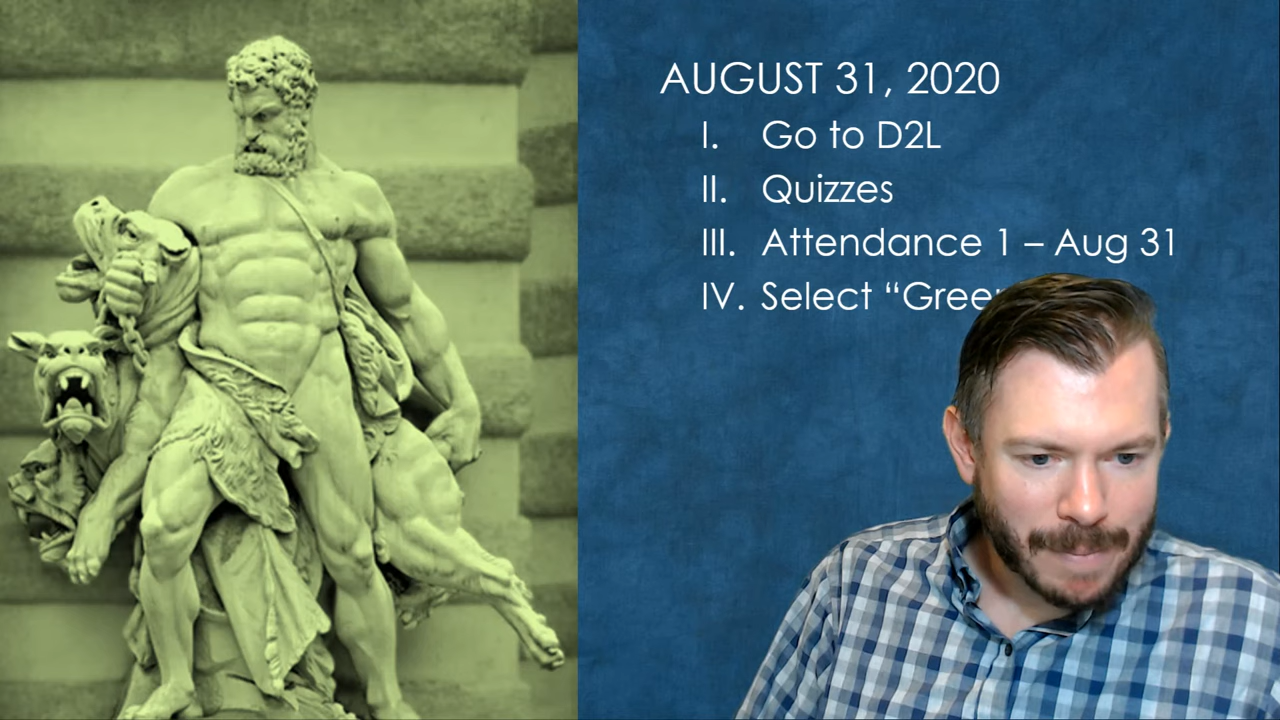 AUGUST 31, 2020
I. Go to D2L
II. Quizzes
III. Attendance 1 – Aug 31
IV. Select